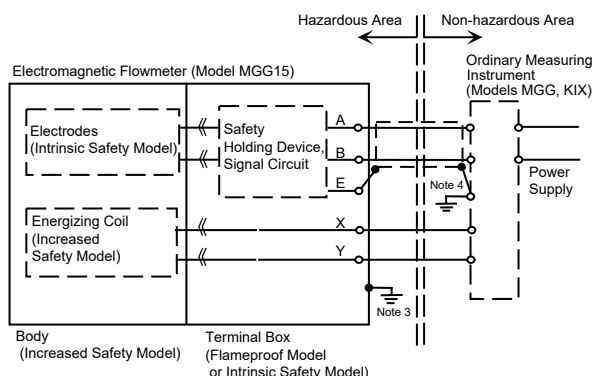 Hazardous Area
Non-hazardous Area
Electromagnetic Flowmeter (Model MGG15)
Ordinary Measuring
Instrument
(Models MGG, KIX)
Electrodes
(Intrinsic Safety Model)
Safety
Holding Device,
Signal Circuit
A
B
E
Note 4
Power
Supply
Energizing Coil
(Increased
Safety Model)
X
Y
Note 3
Body
(Increased Safety Model)
Terminal Box
(Flameproof Model
or Intrinsic Safety Model)